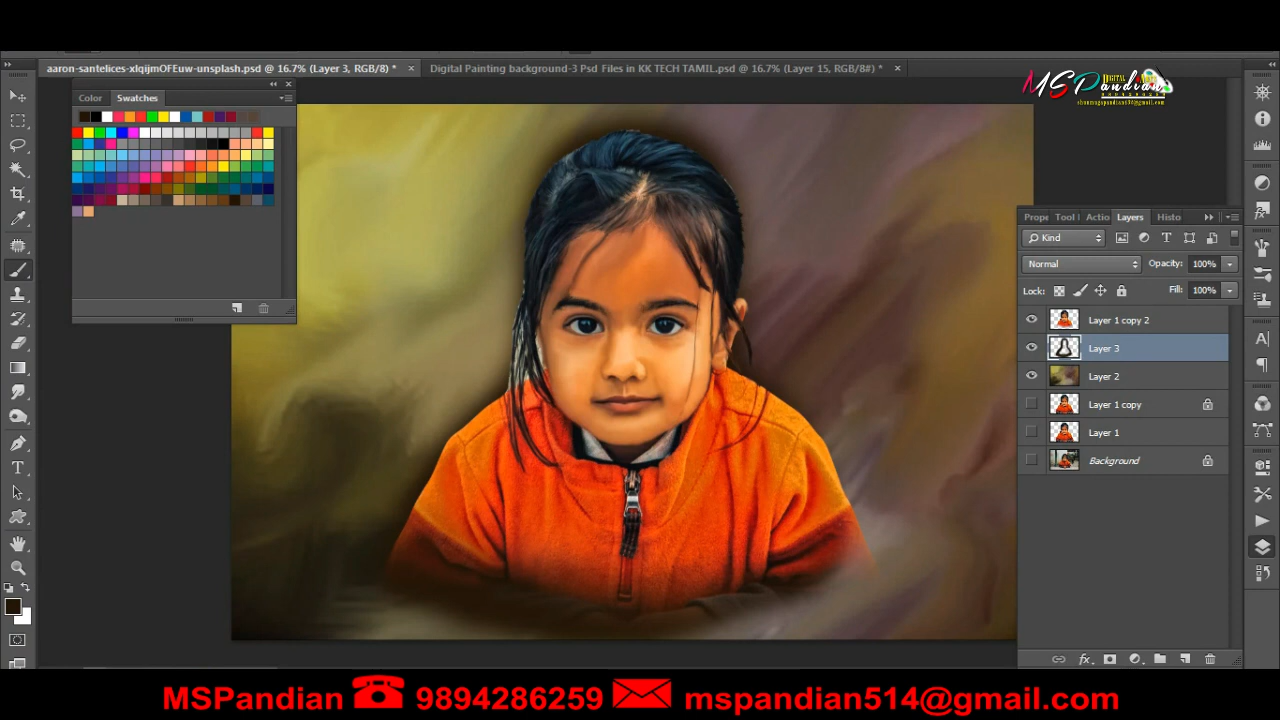 aaron-santelices-xlqijmOFEuw-unsplash.psd @ 16.7% (Layer 3, RGB/8) * ×
Digital Painting background-3 Psd Files in KK TECH TAMIL.psd @ 16.7% (Layer 15, RGB/8#) * ×
MSPandian
Color Swatches
Prope Tool Actio Layers Histo
Kind
Normal Opacity: 100%
Lock: Fill: 100%
Layer 1 copy 2
Layer 3
Layer 2
Layer 1 copy
Layer 1
Background
MSPandian 9894286259 mspandian514@gmail.com